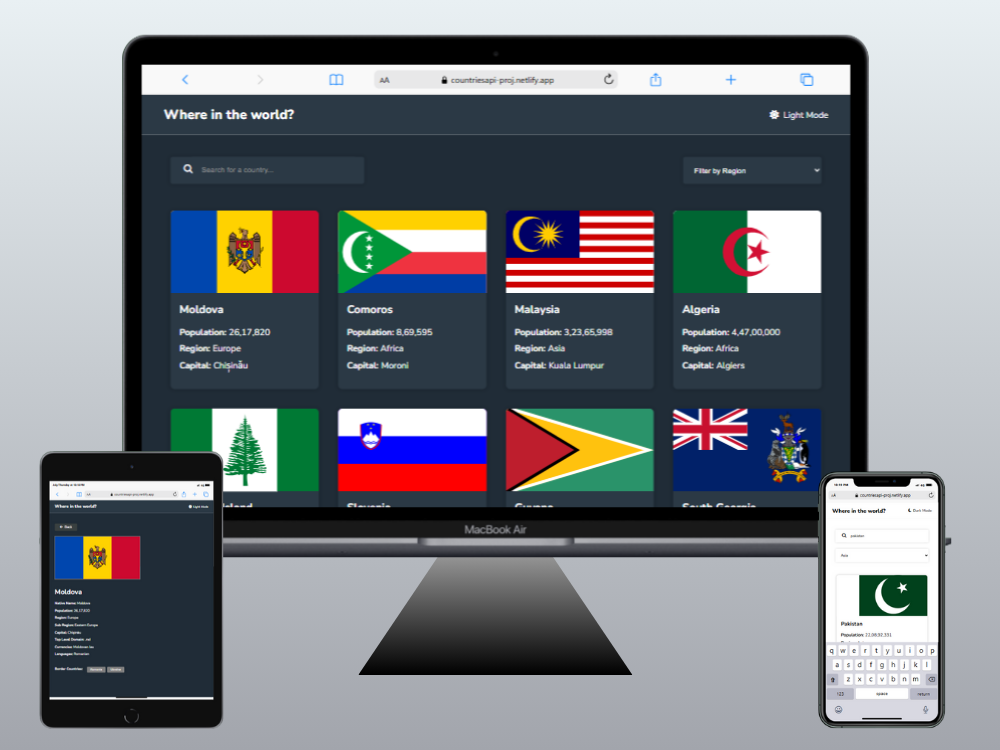 AA countriesapi-proj.netlify.app
Where in the world?
Light Mode
Search for a country...
Filter by Region
Moldova
Population: 26,17,820
Region: Europe
Capital: Chișinău
Comoros
Population: 8,69,595
Region: Africa
Capital: Moroni
Malaysia
Population: 3,23,65,998
Region: Asia
Capital: Kuala Lumpur
Algeria
Population: 4,47,00,000
Region: Africa
Capital: Algiers
Slovenia
Guyana
South Georgia
MacBook Air
AA countriesapi-proj.netlify.app
Where in the world?
Light Mode
Back
Moldova
Native Name: Moldova
Population: 26,17,820
Region: Europe
Sub Region: Eastern Europe
Capital: Chișinău
Top Level Domain: .md
Currencies: Moldovan leu
Languages: Romanian
Border Countries:
AA countriesapi-proj.netlify.app
Where in the world?
Dark Mode
pakistan
Asia
Pakistan
Population: 22,08,92,331
q w e r t y u i o p
a s d f g h j k l
z x c v b n m
123 space return